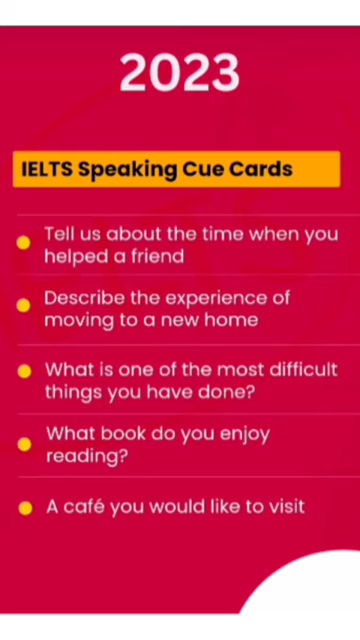 2023
IELTS Speaking Cue Cards
Tell us about the time when you
helped a friend
Describe the experience of
moving to a new home
What is one of the most difficult
things you have done?
What book do you enjoy
reading?
A café you would like to visit